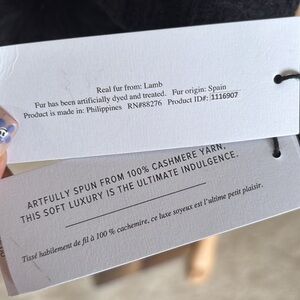 Real fur from: Lamb
Fur has been artificially dyed and treated. Fur origin: Spain
Product is made in: Philippines RN#88276 Product ID#: 1116907
ARTFULLY SPUN FROM 100% CASHMERE YARN,
THIS SOFT LUXURY IS THE ULTIMATE INDULGENCE.
Tissé habilement de fil à 100 % cachemire, ce luxe soyeux est l'ultime petit plaisir.